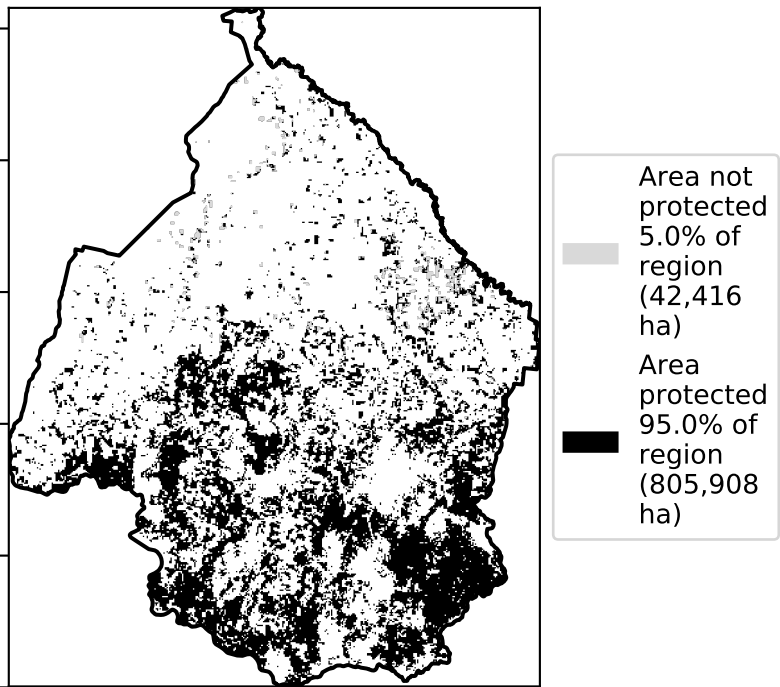 Area not
protected
5.0% of
region
(42,416
ha)
Area
protected
95.0% of
region
(805,908
ha)